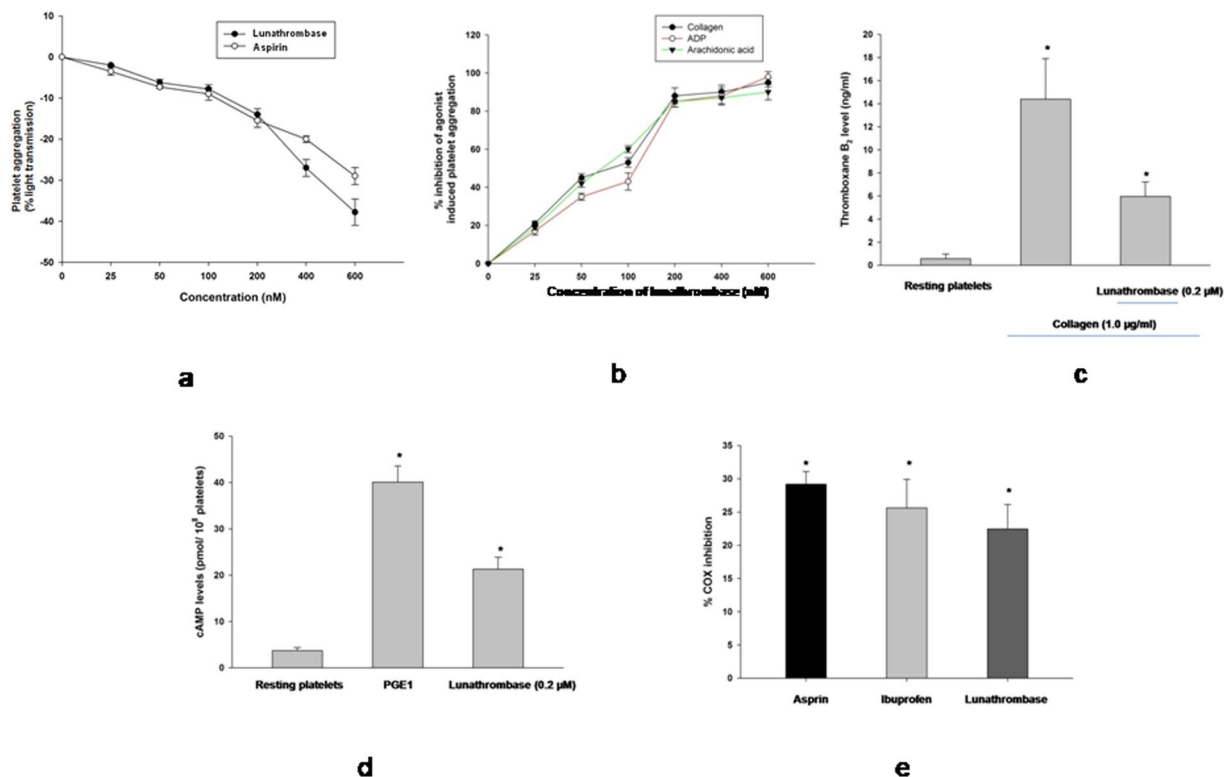 10
0
-10
-20
-30
-40
-50
Platelet aggregation
(% light transmission)
Lunathrombase
Aspirin
0 25 50 100 200 400 600
Concentration (nM)
a
120
100
80
60
40
20
0
% inhibition of agonist
induced platelet aggregation
Collagen
ADP
Arachidonic acid
0 25 50 100 200 400 600
Concentration of lunathrombase (nM)
b
20
18
16
14
12
10
8
6
4
2
0
Thromboxane B₂ level (ng/ml)
*
*
Resting platelets
Lunathrombase (0.2 µM)
Collagen (1.0 µg/ml)
c
50
40
30
20
10
0
cAMP levels (pmol/ 10⁸ platelets)
*
*
Resting platelets PGE1 Lunathrombase (0.2 µM)
d
35
30
25
20
15
10
5
0
% COX inhibition
*
*
*
Asprin Ibuprofen Lunathrombase
e